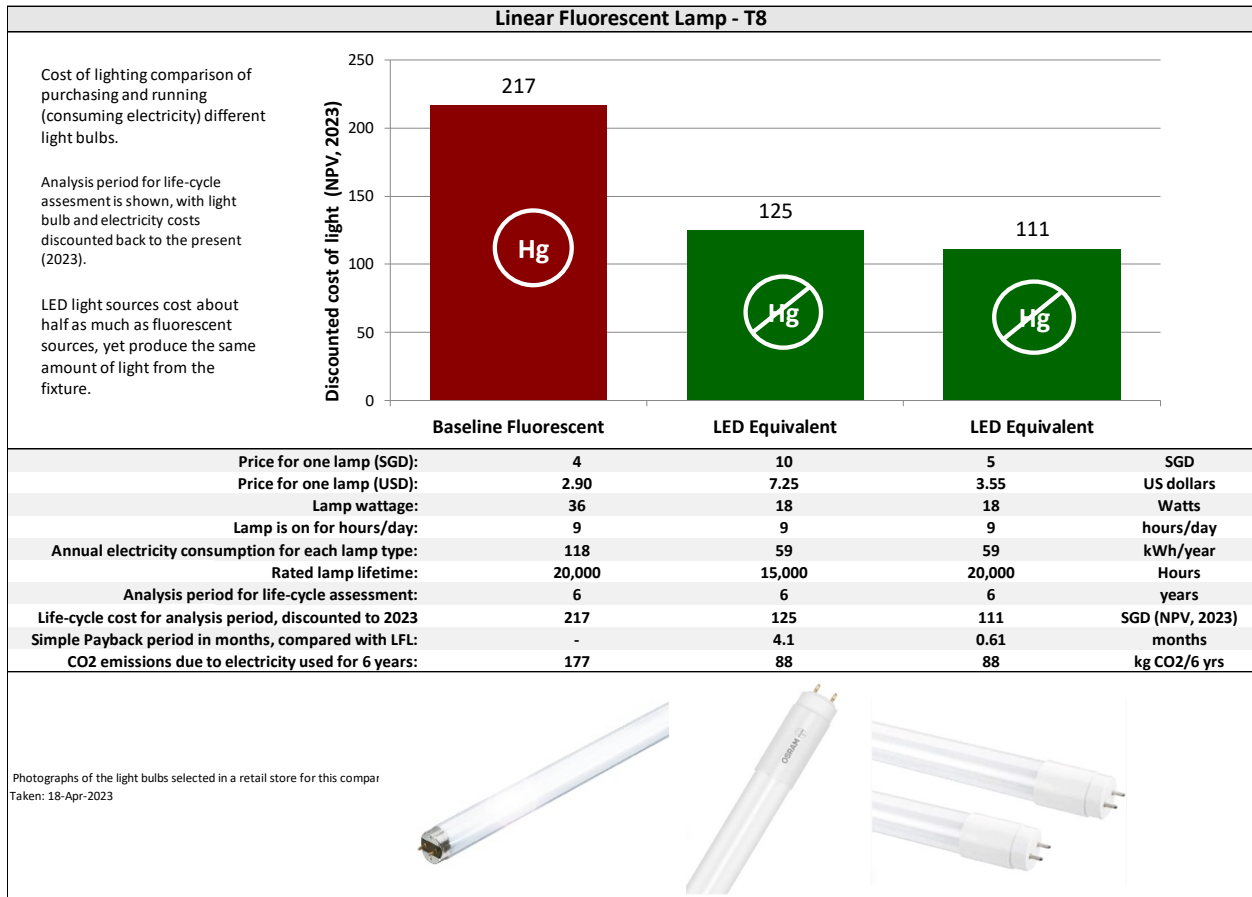 Linear Fluorescent Lamp - T8
Cost of lighting comparison of
purchasing and running
(consuming electricity) different
light bulbs.
Analysis period for life-cycle
assesment is shown, with light
bulb and electricity costs
discounted back to the present
(2023).
LED light sources cost about
half as much as fluorescent
sources, yet produce the same
amount of light from the
fixture.
Discounted cost of light (NPV, 2023)
250
200
150
100
50
0
217
125
111
Hg
Hg
Hg
Baseline Fluorescent LED Equivalent LED Equivalent
Price for one lamp (SGD): 4 10 5 SGD
Price for one lamp (USD): 2.90 7.25 3.55 US dollars
Lamp wattage: 36 18 18 Watts
Lamp is on for hours/day: 9 9 9 hours/day
Annual electricity consumption for each lamp type: 118 59 59 kWh/year
Rated lamp lifetime: 20,000 15,000 20,000 Hours
Analysis period for life-cycle assessment: 6 6 6 years
Life-cycle cost for analysis period, discounted to 2023 217 125 111 SGD (NPV, 2023)
Simple Payback period in months, compared with LFL: - 4.1 0.61 months
CO2 emissions due to electricity used for 6 years: 177 88 88 kg CO2/6 yrs
Photographs of the light bulbs selected in a retail store for this compar
Taken: 18-Apr-2023
OSRAM